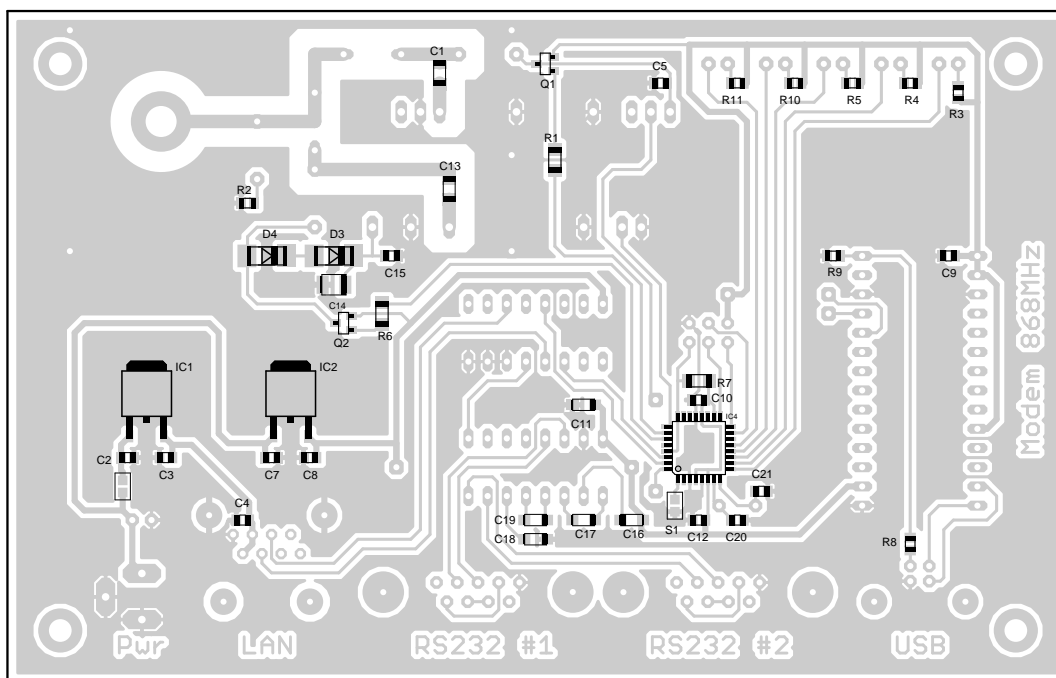 C1
Q1
C5
R11
R10
R5
R4
R3
R1
C13
R2
D4
D3
C15
R9
C9
C14
R6
Q2
Modem 868MHz
IC1
IC2
R7
C10
IC4
C11
C2
C3
C7
C8
C21
C4
C19
C17
C16
S1
C12
C20
C18
R8
Pwr
LAN
RS232 #1
RS232 #2
USB